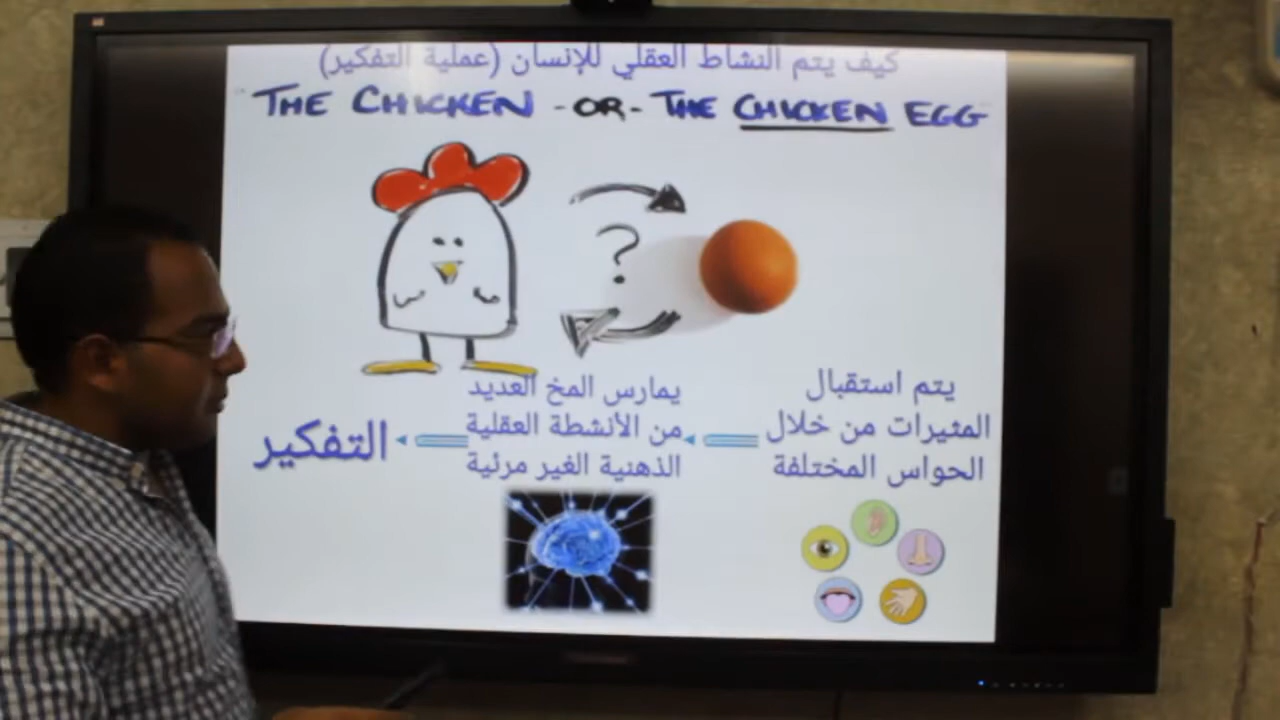 كيف يتم النشاط العقلي للإنسان (عملية التفكير)
"THE CHICKEN - OR - THE CHICKEN EGG"
?
يتم استقبال
المثيرات من خلال
الحواس المختلفة
يمارس المخ العديد
من الأنشطة العقلية
الذهنية الغير مرئية
التفكير